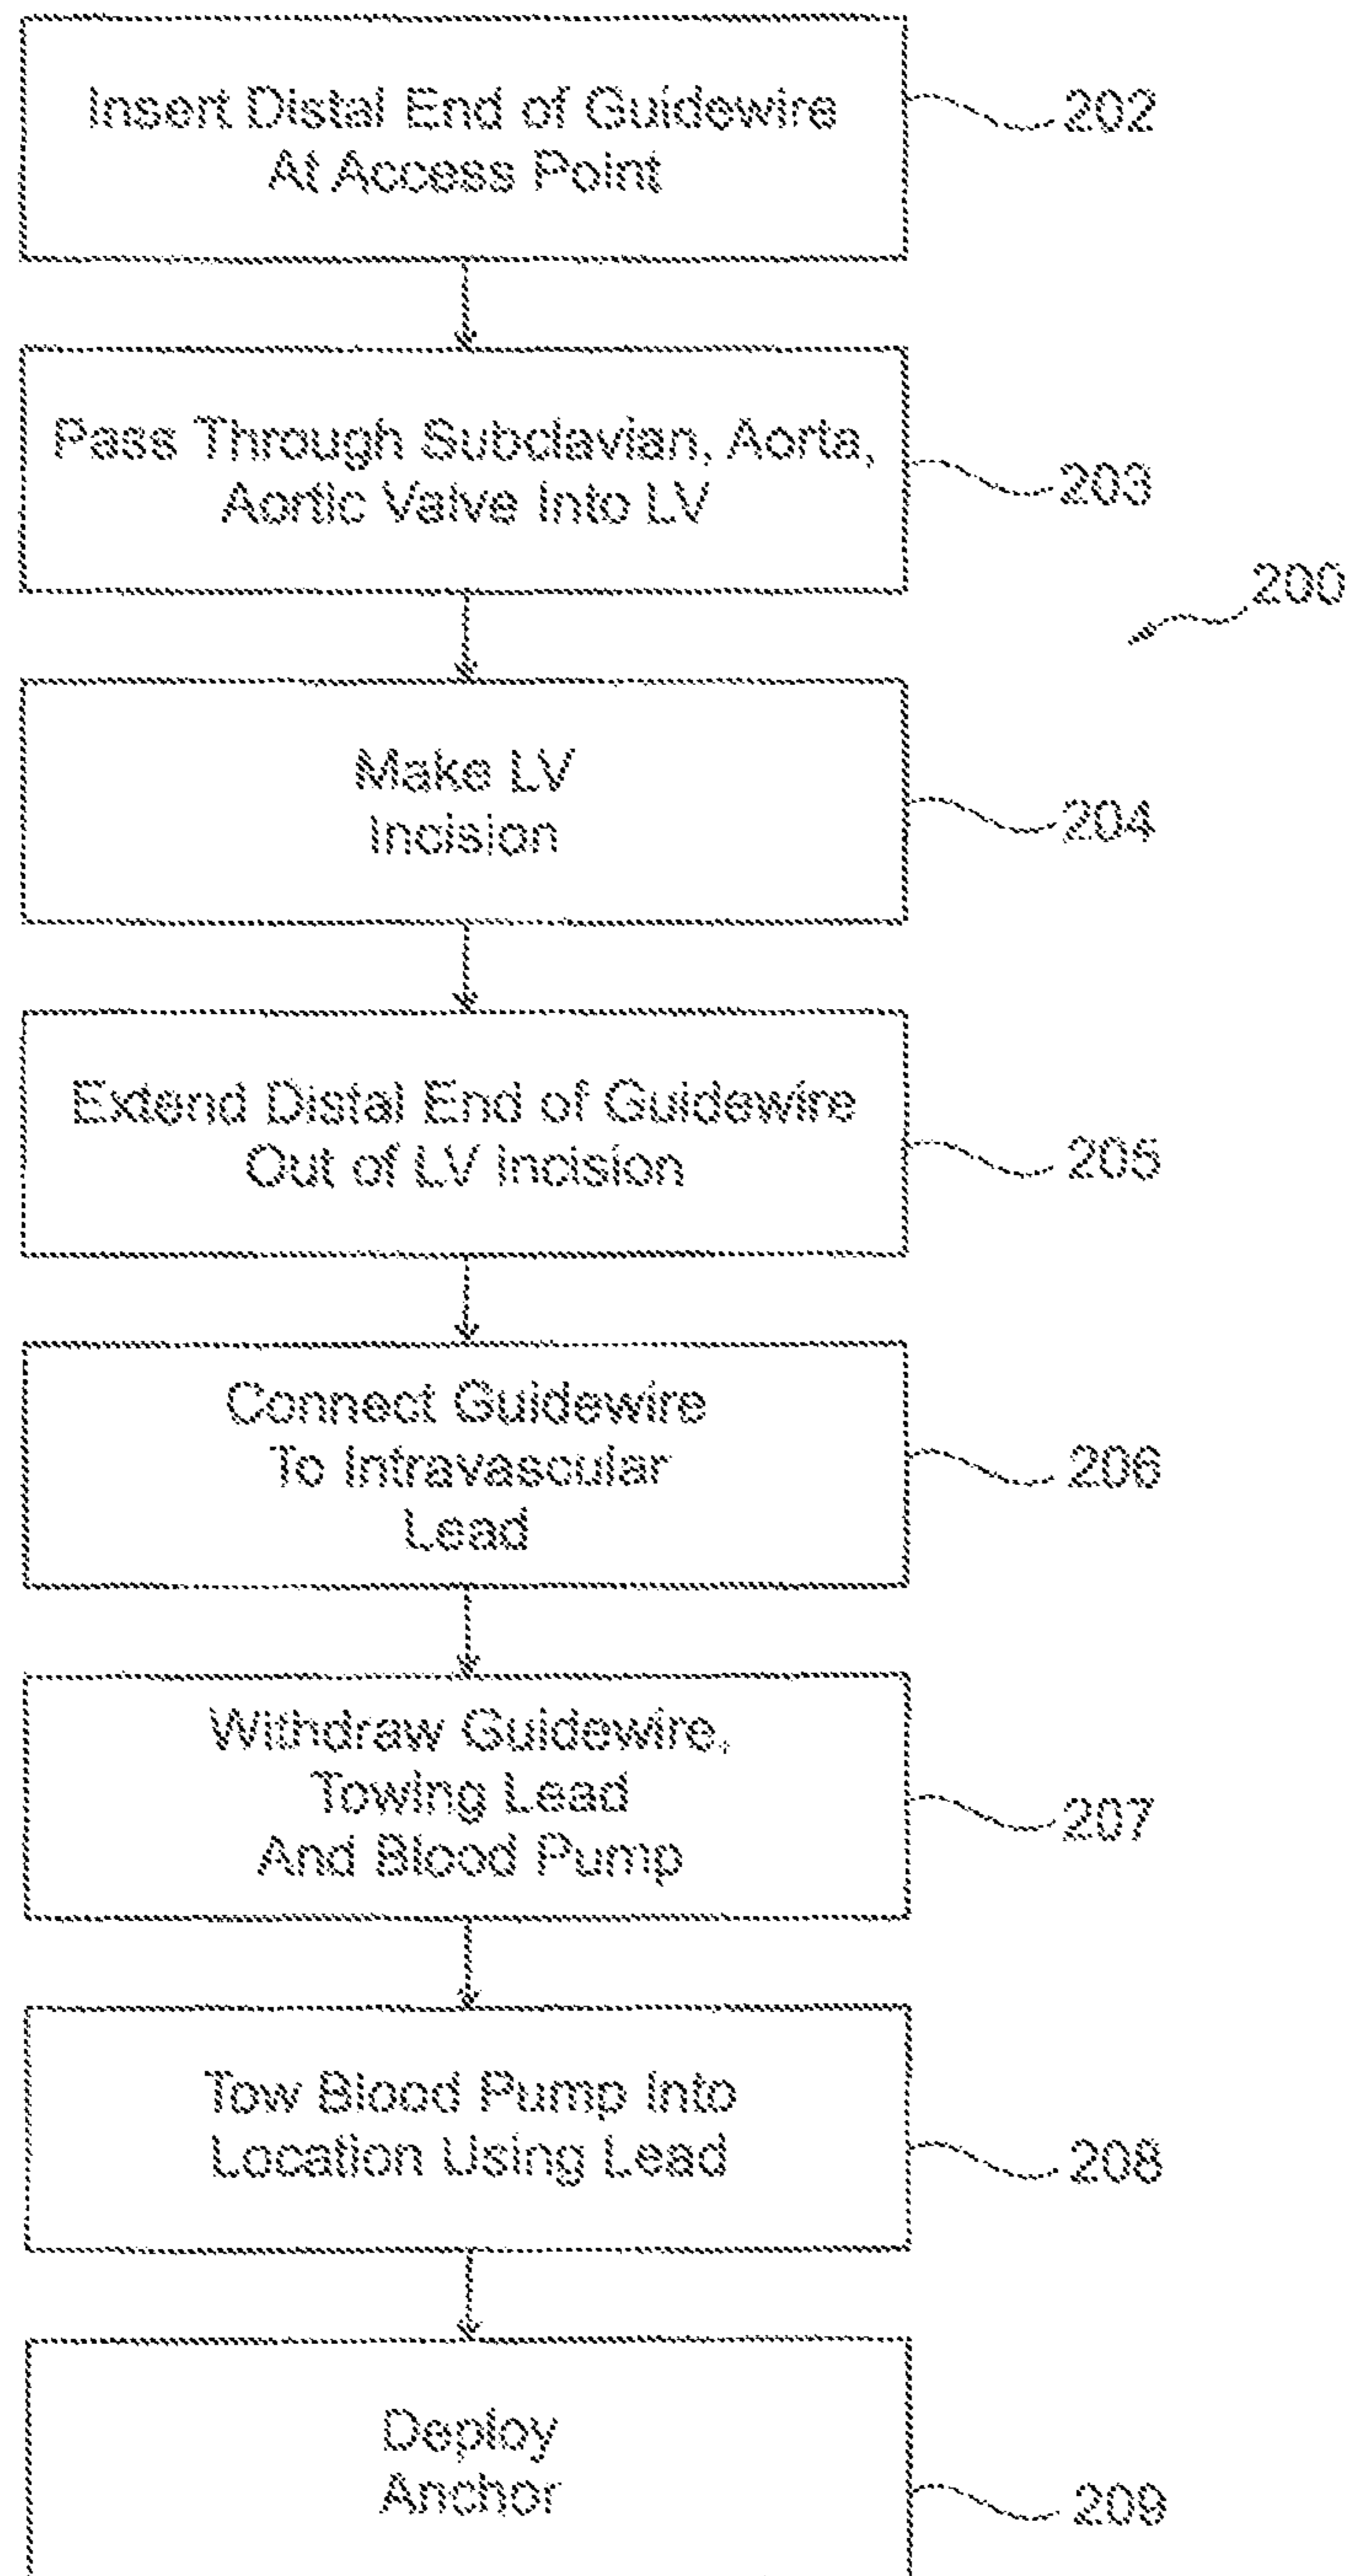 Insert Distal End of Guidewire
At Access Point
202
Pass Through Subclavian, Aorta,
Aortic Valve Into LV
203
200
Make LV
Incision
204
Extend Distal End of Guidewire
Out of LV Incision
205
Connect Guidewire
To Intravascular
Lead
206
Withdraw Guidewire,
Towing Lead
And Blood Pump
207
Tow Blood Pump Into
Location Using Lead
208
Deploy
Anchor
209